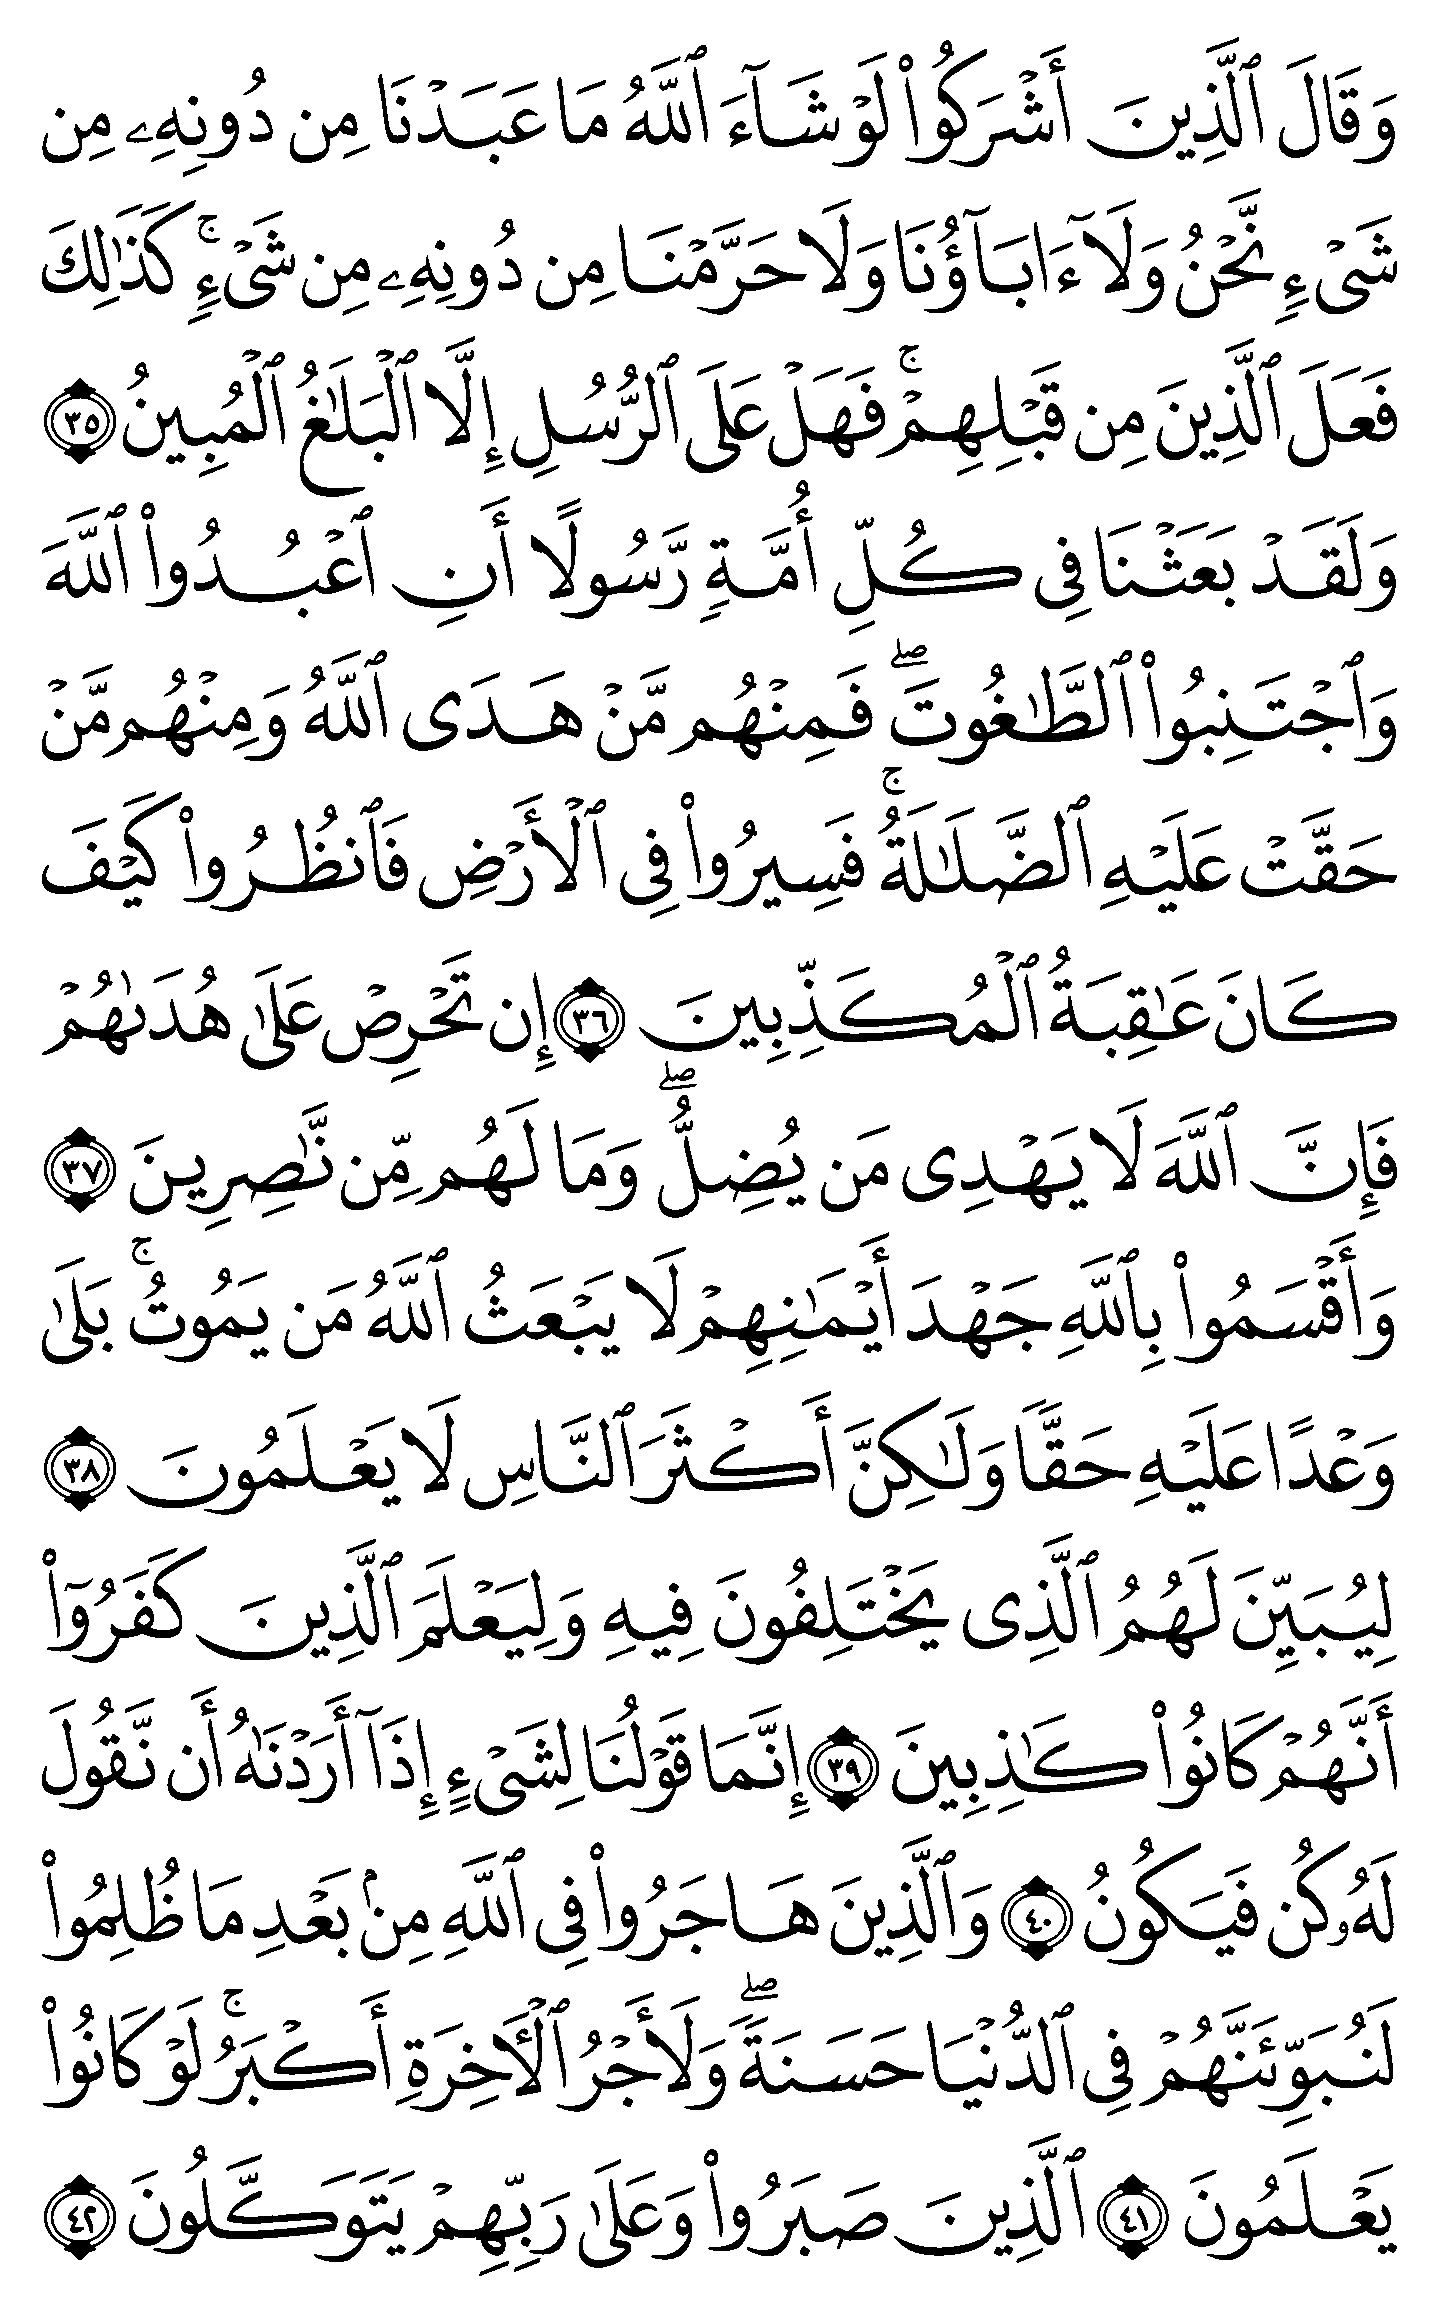 وَقَالَ ٱلَّذِينَ أَشۡرَكُواْ لَوۡ شَآءَ ٱللَّهُ مَا عَبَدۡنَا مِن دُونِهِۦ مِن
شَيۡءٖ نَّحۡنُ وَلَآ ءَابَآؤُنَا وَلَا حَرَّمۡنَا مِن دُونِهِۦ مِن شَيۡءٖۚ كَذَٰلِكَ
فَعَلَ ٱلَّذِينَ مِن قَبۡلِهِمۡۚ فَهَلۡ عَلَى ٱلرُّسُلِ إِلَّا ٱلۡبَلَٰغُ ٱلۡمُبِينُ ٣٥
وَلَقَدۡ بَعَثۡنَا فِي كُلِّ أُمَّةٖ رَّسُولًا أَنِ ٱعۡبُدُواْ ٱللَّهَ
وَٱجۡتَنِبُواْ ٱلطَّٰغُوتَۖ فَمِنۡهُم مَّنۡ هَدَى ٱللَّهُ وَمِنۡهُم مَّنۡ
حَقَّتۡ عَلَيۡهِ ٱلضَّلَٰلَةُۚ فَسِيرُواْ فِي ٱلۡأَرۡضِ فَٱنظُرُواْ كَيۡفَ
كَانَ عَٰقِبَةُ ٱلۡمُكَذِّبِينَ ٣٦ إِن تَحۡرِصۡ عَلَىٰ هُدَىٰهُمۡ
فَإِنَّ ٱللَّهَ لَا يَهۡدِي مَن يُضِلُّۖ وَمَا لَهُم مِّن نَّٰصِرِينَ ٣٧
وَأَقۡسَمُواْ بِٱللَّهِ جَهۡدَ أَيۡمَٰنِهِمۡ لَا يَبۡعَثُ ٱللَّهُ مَن يَمُوتُۚ بَلَىٰ
وَعۡدًا عَلَيۡهِ حَقّٗا وَلَٰكِنَّ أَكۡثَرَ ٱلنَّاسِ لَا يَعۡلَمُونَ ٣٨
لِيُبَيِّنَ لَهُمُ ٱلَّذِي يَخۡتَلِفُونَ فِيهِ وَلِيَعۡلَمَ ٱلَّذِينَ كَفَرُوٓاْ
أَنَّهُمۡ كَانُواْ كَٰذِبِينَ ٣٩ إِنَّمَا قَوۡلُنَا لِشَيۡءٍ إِذَآ أَرَدۡنَٰهُ أَن نَّقُولَ
لَهُۥ كُن فَيَكُونُ ٤٠ وَٱلَّذِينَ هَاجَرُواْ فِي ٱللَّهِ مِنۢ بَعۡدِ مَا ظُلِمُواْ
لَنُبَوِّئَنَّهُمۡ فِي ٱلدُّنۡيَا حَسَنَةٗۖ وَلَأَجۡرُ ٱلۡأٓخِرَةِ أَكۡبَرُۚ لَوۡ كَانُواْ
يَعۡلَمُونَ ٤١ ٱلَّذِينَ صَبَرُواْ وَعَلَىٰ رَبِّهِمۡ يَتَوَكَّلُونَ ٤٢